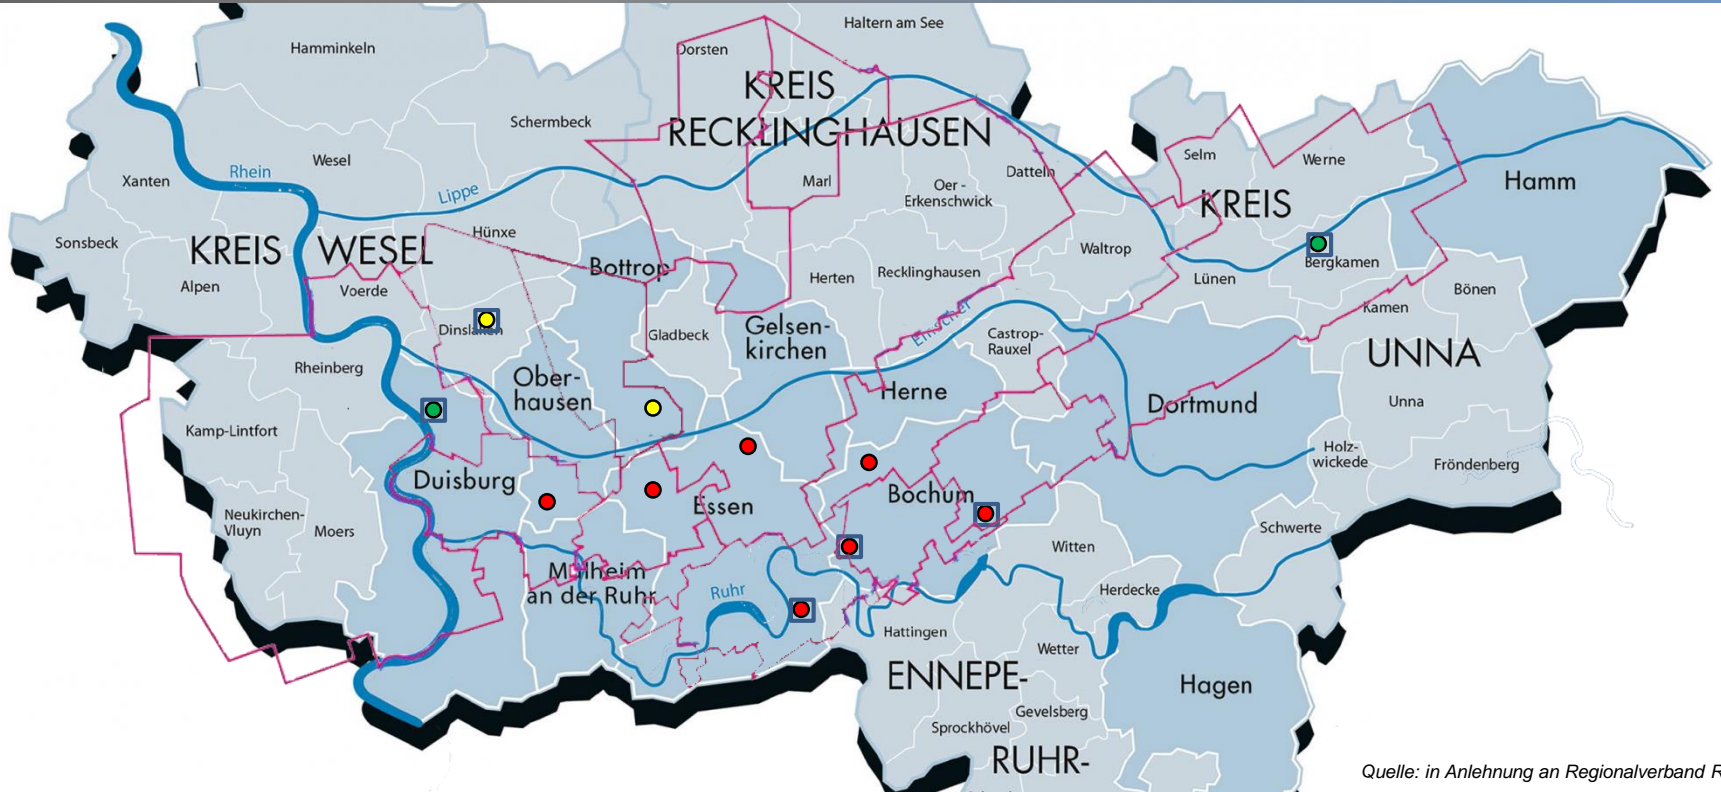 Haltern am See
Hamminkeln
Dorsten
KREIS
RECKLINGHAUSEN
Schermbeck
Wesel
Xanten
Rhein
Lippe
Marl
Oer -
Erkenschwick
Datteln
Selm
Werne
KREIS
Hamm
Sonsbeck
KREIS WESEL
Hünxe
Bottrop
Herten
Recklinghausen
Waltrop
Lünen
Bergkamen
Alpen
Voerde
Kamen
Bönen
Dinslaken
Gladbeck
Gelsen-
kirchen
Emscher
Castrop-
Rauxel
UNNA
Rheinberg
Ober-
hausen
Herne
Dortmund
Unna
Kamp-Lintfort
Holz-
wickede
Fröndenberg
Duisburg
Essen
Bochum
Neukirchen-
Vluyn
Moers
Schwerte
Witten
Mülheim
an der Ruhr
Ruhr
Herdecke
Hattingen
Wetter
ENNEPE-
Hagen
Gevelsberg
Sprockhövel
RUHR-
Quelle: in Anlehnung an Regionalverband R